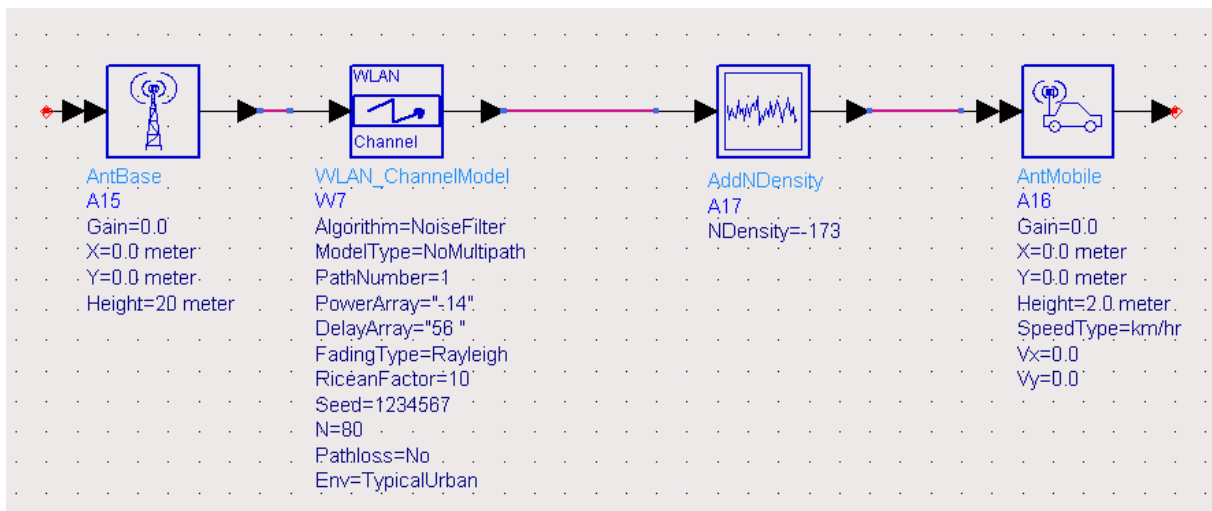 WLAN
Channel
AntBase
A15
Gain=0.0
X=0.0 meter
Y=0.0 meter
Height=20 meter
WLAN_ChannelModel
W7
Algorithm=NoiseFilter
ModelType=NoMultipath
PathNumber=1
PowerArray="-14"
DelayArray="56 "
FadingType=Rayleigh
RiceanFactor=10
Seed=1234567
N=80
Pathloss=No
Env=TypicalUrban
AddNDensity
A17
NDensity=-173
AntMobile
A16
Gain=0.0
X=0.0 meter
Y=0.0 meter
Height=2.0 meter
SpeedType=km/hr
Vx=0.0
Vy=0.0